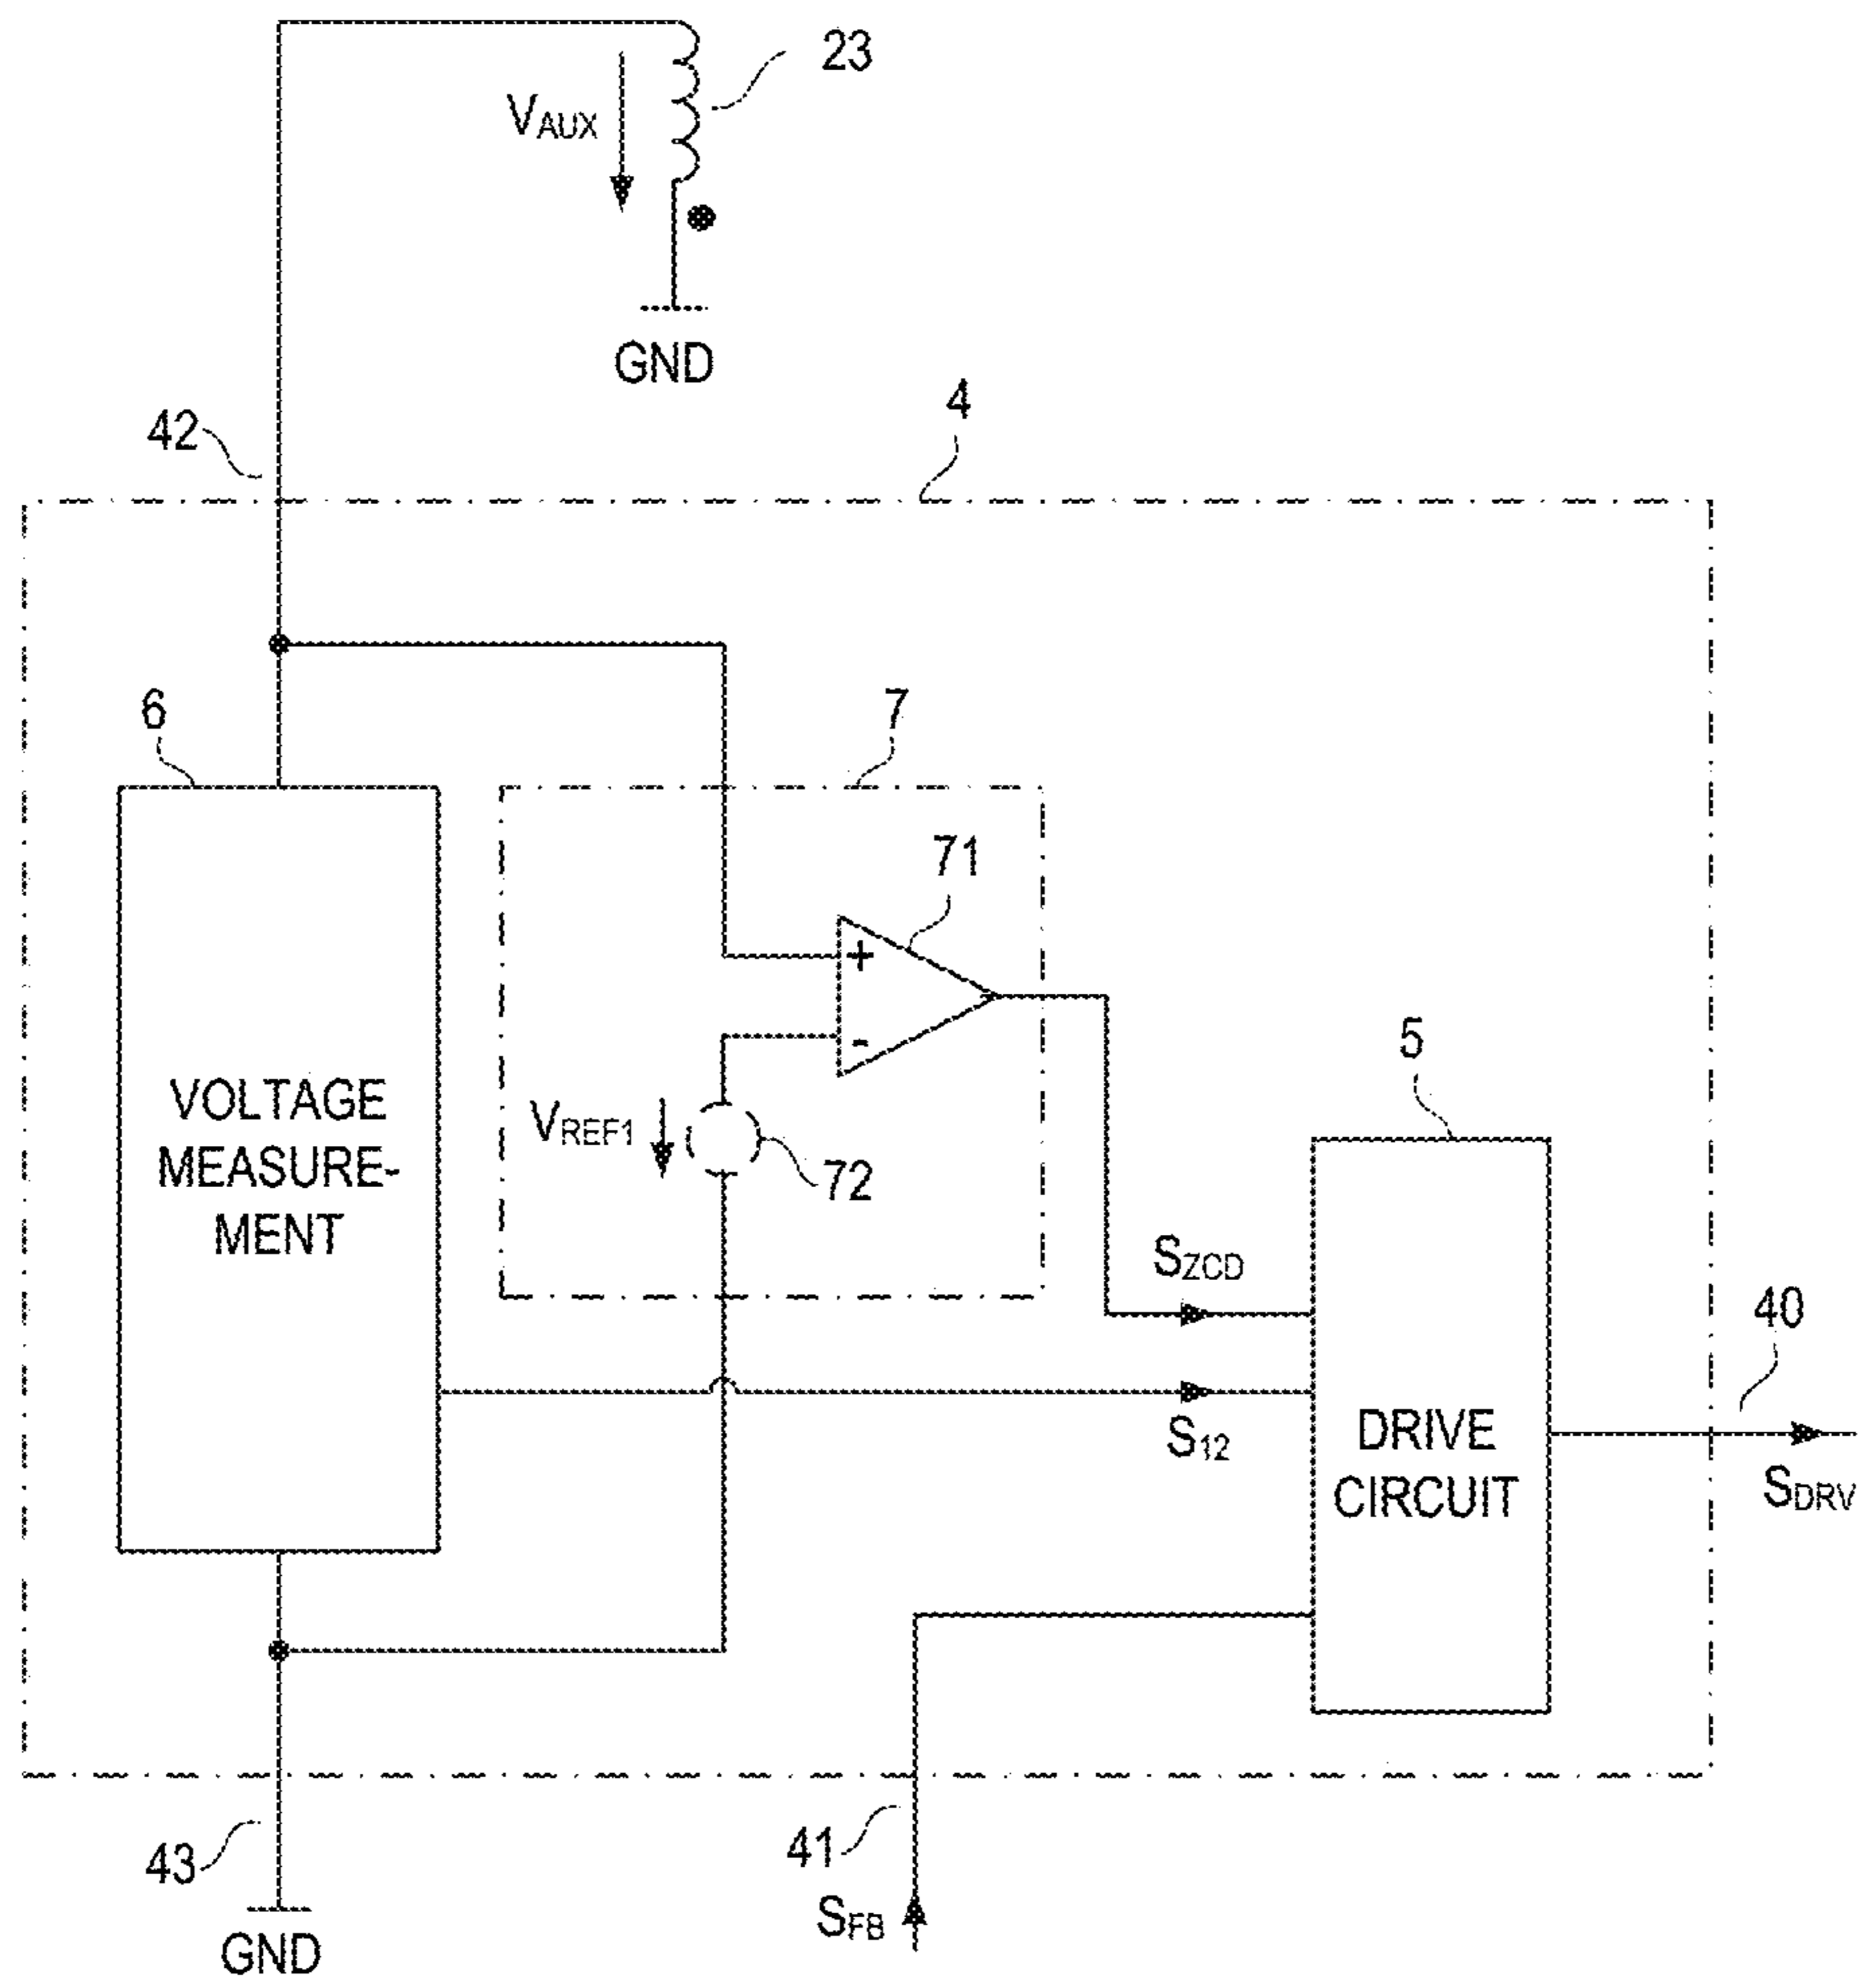 23
VAUX
GND
4
42
6
7
71
5
VOLTAGE
MEASURE-
MENT
+
-
VREF1
72
SZCD
40
S12
DRIVE
CIRCUIT
SDRV
43
41
SFB
GND